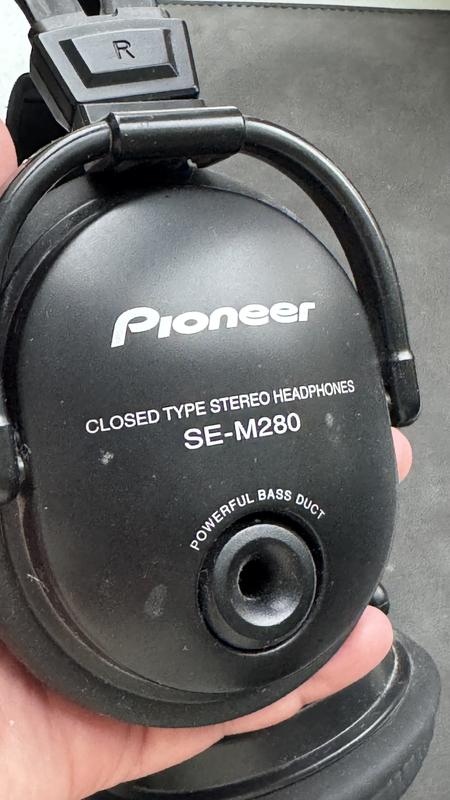 R
Pioneer
CLOSED TYPE STEREO HEADPHONES
SE-M280
POWERFUL BASS DUCT